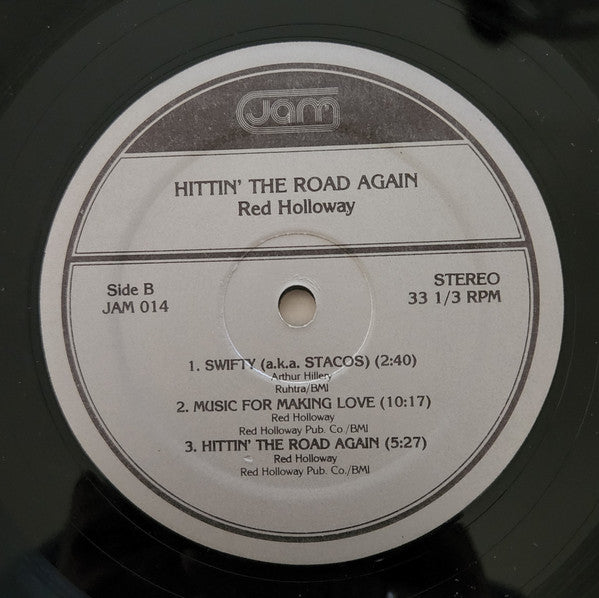 Jam
HITTIN' THE ROAD AGAIN
Red Holloway
Side B
JAM 014
STEREO
33 1/3 RPM
1. SWIFTY (a.k.a. STACOS) (2:40)
Arthur Hillery
Ruhtra/BMI
2. MUSIC FOR MAKING LOVE (10:17)
Red Holloway
Red Holloway Pub. Co./BMI
3. HITTIN' THE ROAD AGAIN (5:27)
Red Holloway
Red Holloway Pub. Co./BMI